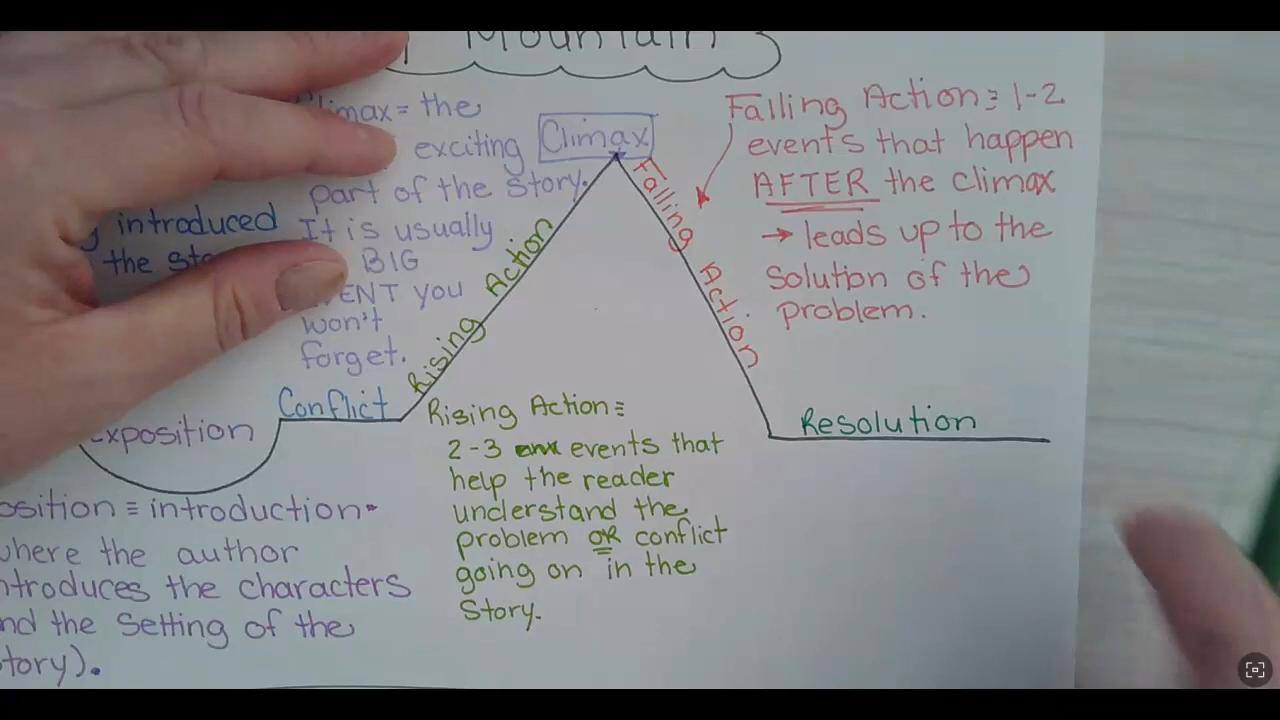 Mountain
Climax = the
exciting
part of the story.
It is usually
BIG
EVENT you
won't
forget.
Climax
Falling Action = 1-2
events that happen
AFTER the climax
→ leads up to the
solution of the
problem.
introduced
the
Rising Action
Falling Action
Conflict
Exposition
Resolution
Rising Action =
2-3 events that
help the reader
understand the
problem OR conflict
going on in the
story.
osition = introduction-
where the author
ntroduces the characters
nd the setting of the
tory).